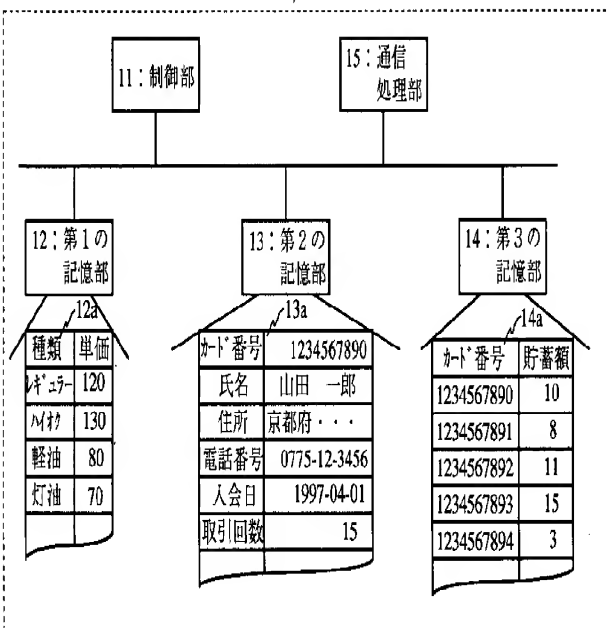 11：制御部
15：通信
処理部
12：第1の
記憶部
13：第2の
記憶部
14：第3の
記憶部
12a
種類 単価
ﾚｷﾞｭﾗｰ 120
ﾊｲｵｸ 130
軽油 80
灯油 70
13a
ｶｰﾄﾞ番号 1234567890
氏名 山田 一郎
住所 京都府・・・
電話番号 0775-12-3456
入会日 1997-04-01
取引回数 15
14a
ｶｰﾄﾞ番号 貯蓄額
1234567890 10
1234567891 8
1234567892 11
1234567893 15
1234567894 3